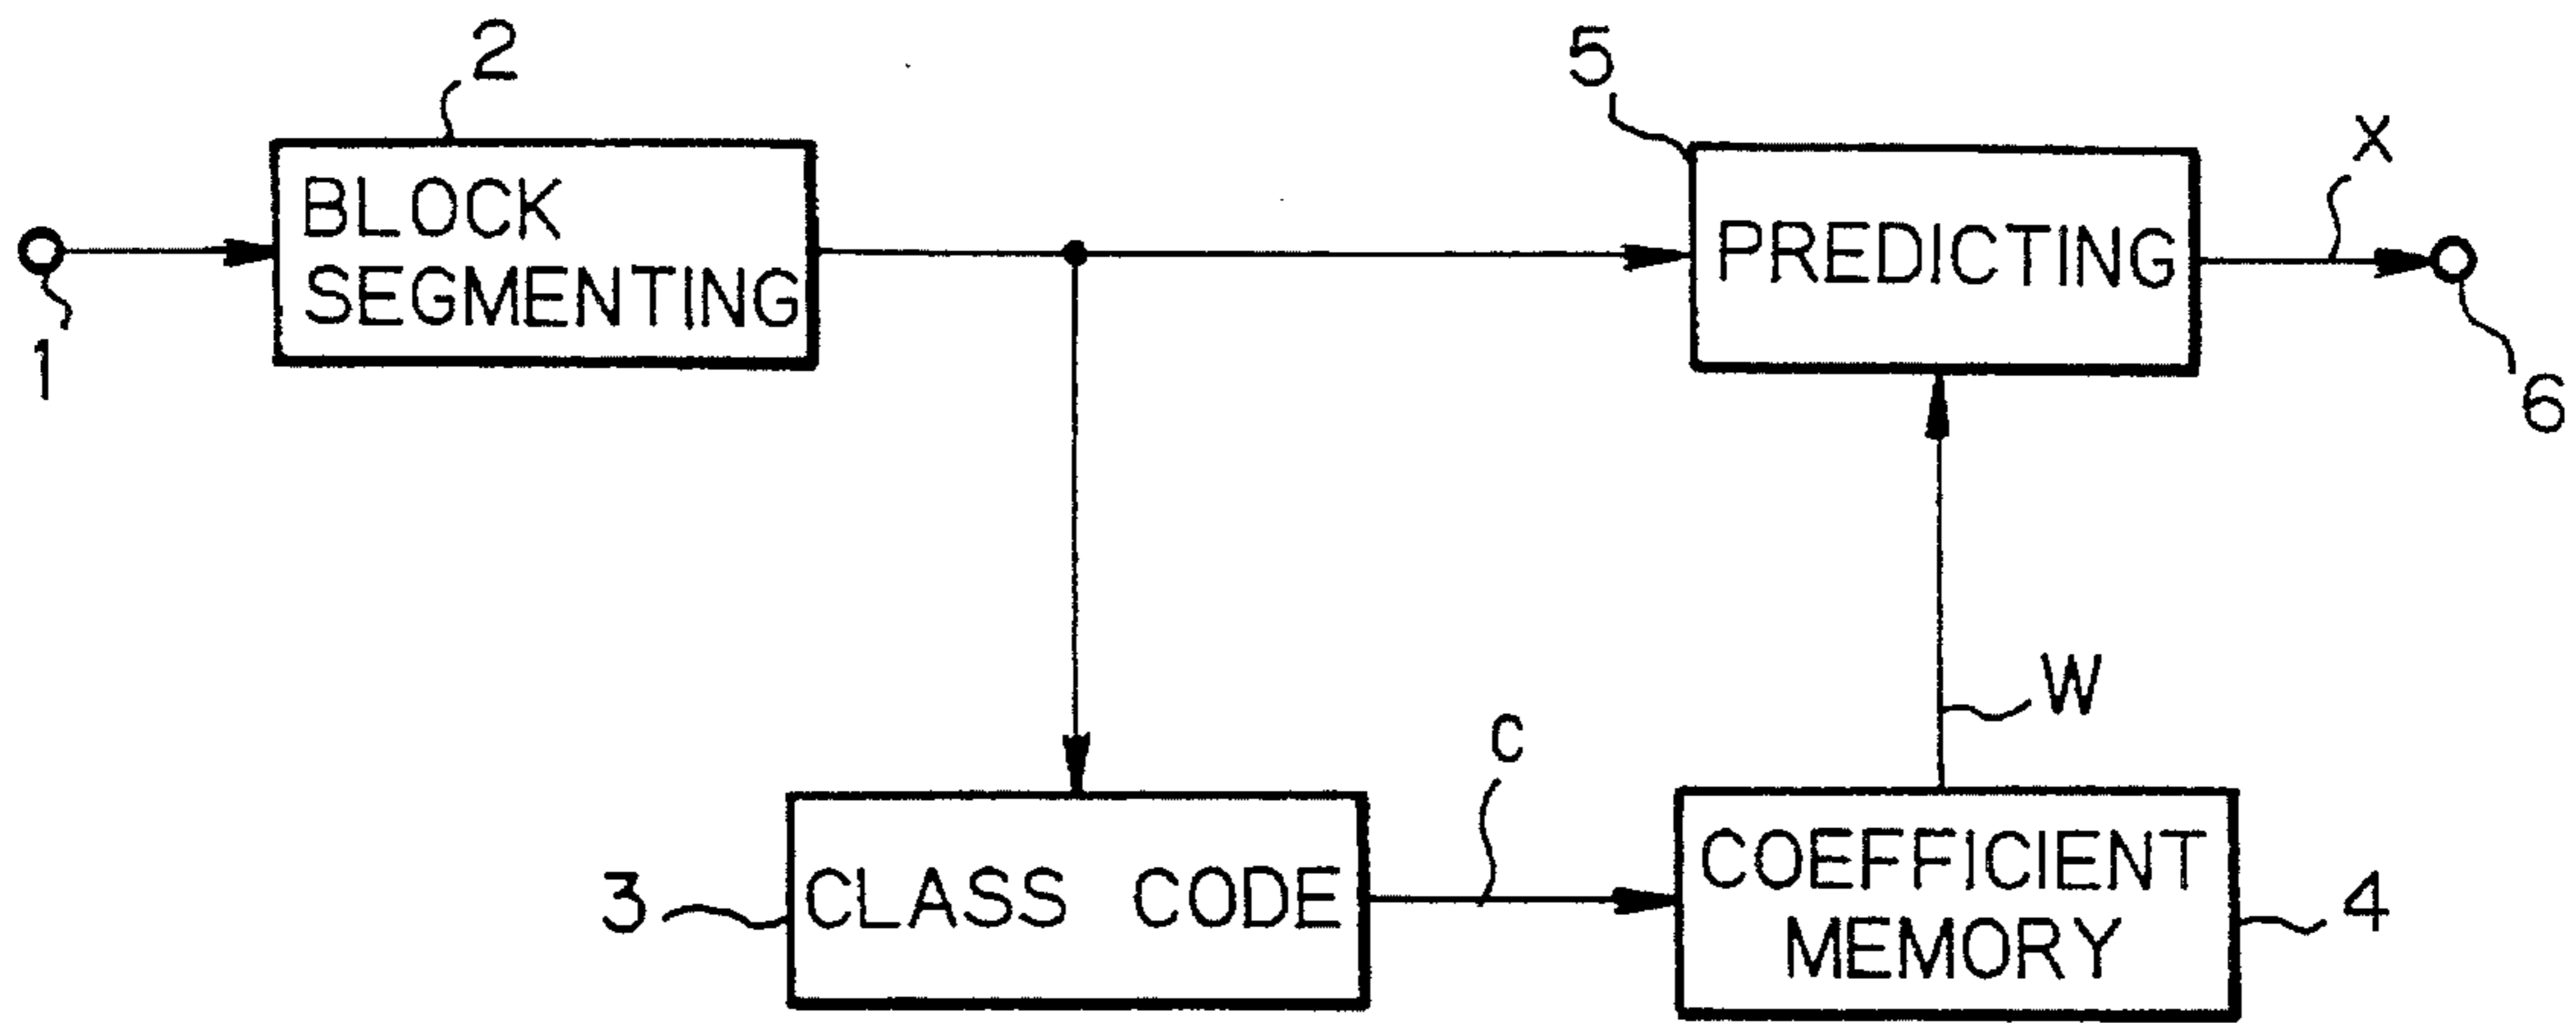 2
5
X
BLOCK
SEGMENTING
PREDICTING
1
6
W
C
3
CLASS CODE
COEFFICIENT
MEMORY
4